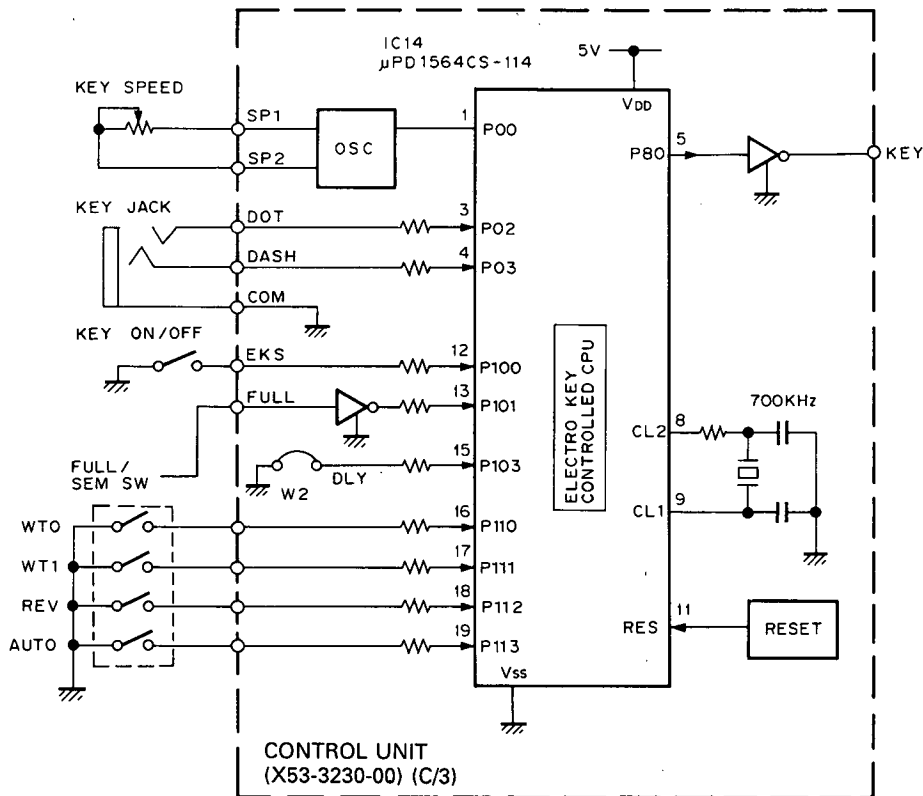 IC14
μPD1564CS-114
5V
VDD
KEY SPEED
SP1
SP2
OSC
1
P00
5
P80
KEY
KEY JACK
DOT
3
P02
DASH
4
P03
COM
KEY ON/OFF
EKS
12
P100
FULL
13
P101
FULL/
SEM SW
W2
DLY
15
P103
ELECTRO KEY
CONTROLLED CPU
700KHz
CL2
8
CL1
9
WT0
16
P110
WT1
17
P111
REV
18
P112
AUTO
19
P113
RES
11
RESET
VSS
CONTROL UNIT
(X53-3230-00) (C/3)